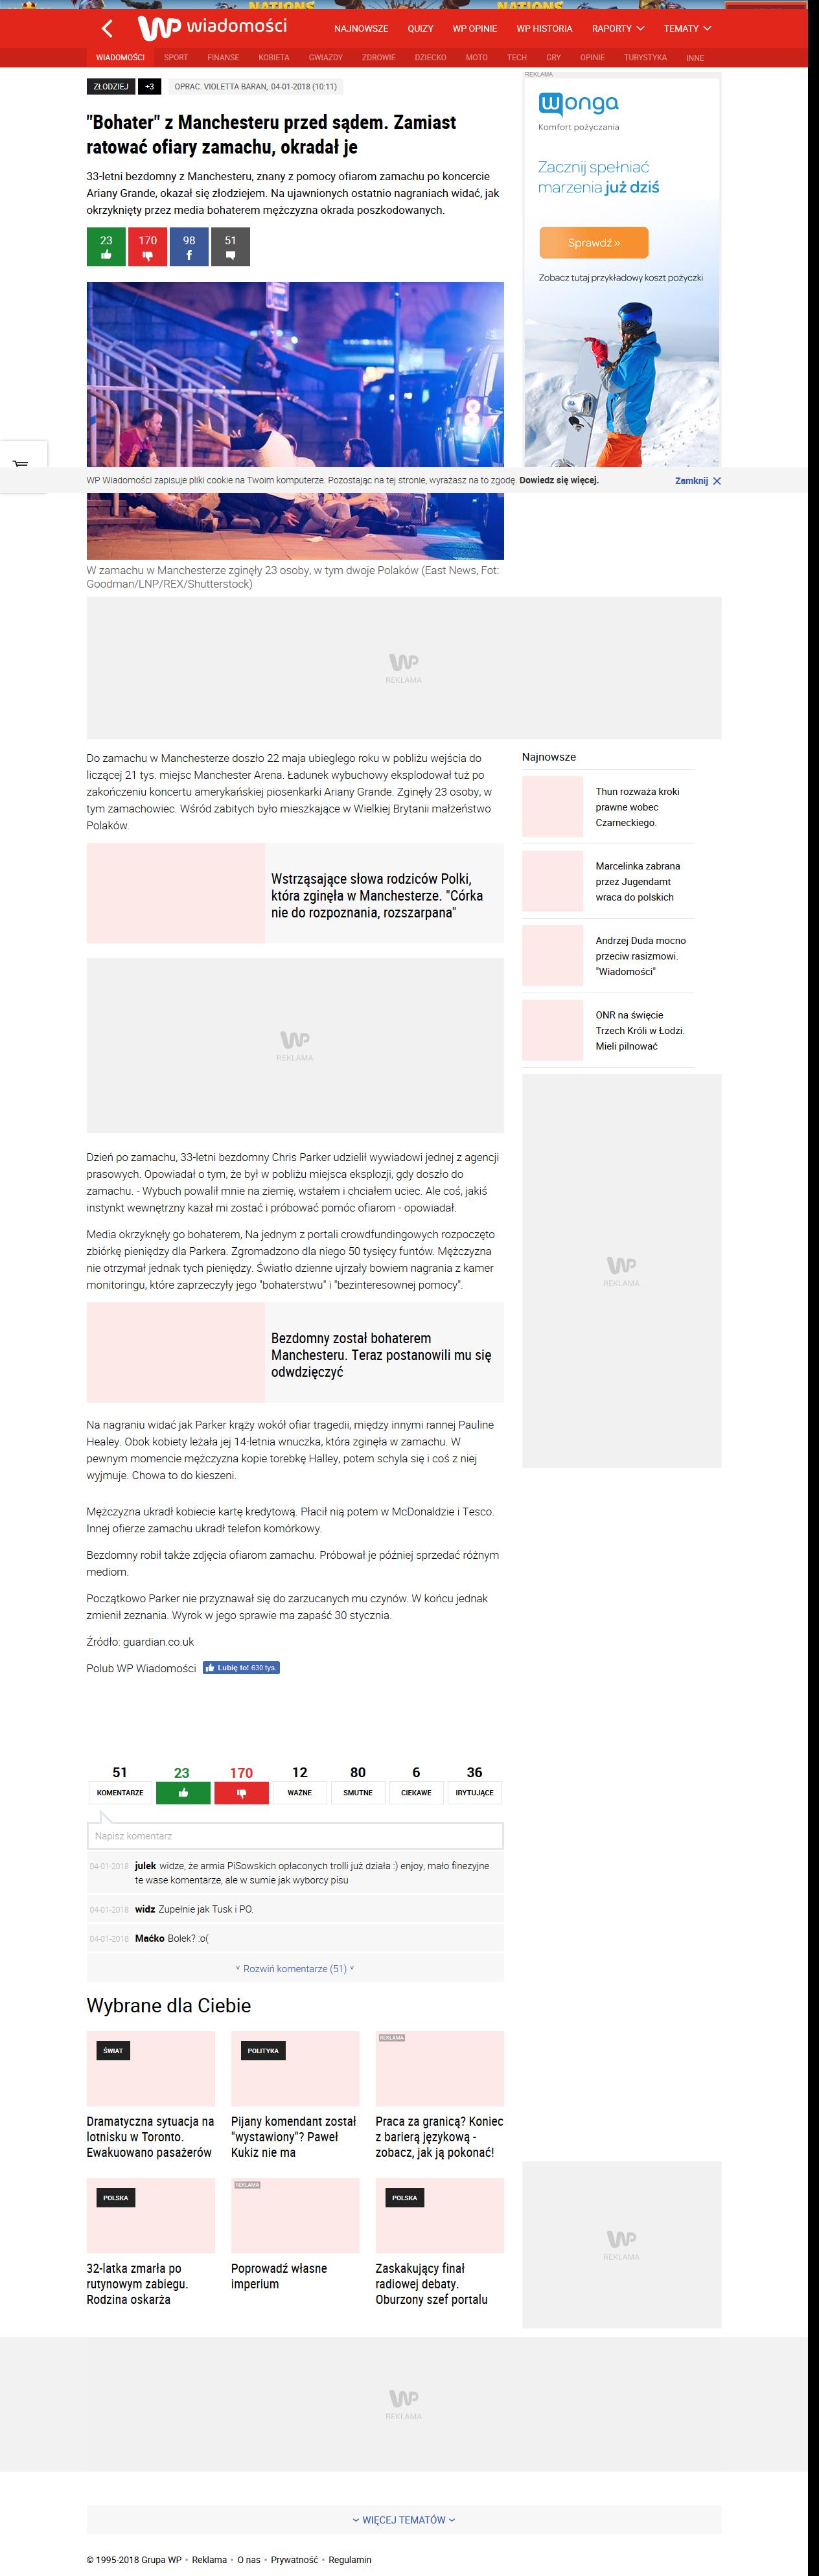 NATIONS
NATIONS
wp wiadomości
NAJNOWSZE
QUIZY
WP OPINIE
WP HISTORIA
RAPORTY
TEMATY
WIADOMOŚCI
SPORT
FINANSE
KOBIETA
GWIAZDY
ZDROWIE
DZIECKO
MOTO
TECH
GRY
OPINIE
TURYSTYKA
INNE
ZŁODZIEJ
+3
OPRAC. VIOLETTA BARAN, 04-01-2018 (10:11)
"Bohater" z Manchesteru przed sądem. Zamiast
ratować ofiary zamachu, okradał je
33-letni bezdomny z Manchesteru, znany z pomocy ofiarom zamachu po koncercie
Ariany Grande, okazał się złodziejem. Na ujawnionych ostatnio nagraniach widać, jak
okrzyknięty przez media bohaterem mężczyzna okrada poszkodowanych.
23
170
98
51
REKLAMA
wonga
Komfort pożyczania
Zacznij spełniać
marzenia już dziś
Sprawdź »
Zobacz tutaj przykładowy koszt pożyczki
WP Wiadomości zapisuje pliki cookie na Twoim komputerze. Pozostając na tej stronie, wyrażasz na to zgodę. Dowiedz się więcej.
Zamknij
W zamachu w Manchesterze zginęły 23 osoby, w tym dwoje Polaków (East News, Fot:
Goodman/LNP/REX/Shutterstock)
WP
REKLAMA
Do zamachu w Manchesterze doszło 22 maja ubieglego roku w pobliżu wejścia do
liczącej 21 tys. miejsc Manchester Arena. Ładunek wybuchowy eksplodował tuż po
zakończeniu koncertu amerykańskiej piosenkarki Ariany Grande. Zginęły 23 osoby, w
tym zamachowiec. Wśród zabitych było mieszkające w Wielkiej Brytanii małżeństwo
Polaków.
Wstrząsające słowa rodziców Polki,
która zginęła w Manchesterze. "Córka
nie do rozpoznania, rozszarpana"
WP
REKLAMA
Dzień po zamachu, 33-letni bezdomny Chris Parker udzielił wywiadowi jednej z agencji
prasowych. Opowiadał o tym, że był w pobliżu miejsca eksplozji, gdy doszło do
zamachu. - Wybuch powalił mnie na ziemię, wstałem i chciałem uciec. Ale coś, jakiś
instynkt wewnętrzny kazał mi zostać i próbować pomóc ofiarom - opowiadał.
Media okrzyknęły go bohaterem, Na jednym z portali crowdfundingowych rozpoczęto
zbiórkę pieniędzy dla Parkera. Zgromadzono dla niego 50 tysięcy funtów. Mężczyzna
nie otrzymał jednak tych pieniędzy. Światło dzienne ujrzały bowiem nagrania z kamer
monitoringu, które zaprzeczyły jego "bohaterstwu" i "bezinteresownej pomocy".
Bezdomny został bohaterem
Manchesteru. Teraz postanowili mu się
odwdzięczyć
Na nagraniu widać jak Parker krąży wokół ofiar tragedii, między innymi rannej Pauline
Healey. Obok kobiety leżała jej 14-letnia wnuczka, która zginęła w zamachu. W
pewnym momencie mężczyzna kopie torebkę Halley, potem schyla się i coś z niej
wyjmuje. Chowa to do kieszeni.
Mężczyzna ukradł kobiecie kartę kredytową. Płacił nią potem w McDonaldzie i Tesco.
Innej ofierze zamachu ukradł telefon komórkowy.
Bezdomny robił także zdjęcia ofiarom zamachu. Próbował je później sprzedać różnym
mediom.
Początkowo Parker nie przyznawał się do zarzucanych mu czynów. W końcu jednak
zmienił zeznania. Wyrok w jego sprawie ma zapaść 30 stycznia.
Źródło: guardian.co.uk
Polub WP Wiadomości
Lubię to! 630 tys.
Najnowsze
Thun rozważa kroki
prawne wobec
Czarneckiego.
Marcelinka zabrana
przez Jugendamt
wraca do polskich
Andrzej Duda mocno
przeciw rasizmowi.
"Wiadomości"
ONR na święcie
Trzech Króli w Łodzi.
Mieli pilnować
WP
REKLAMA
51
KOMENTARZE
23
170
12
WAŻNE
80
SMUTNE
6
CIEKAWE
36
IRYTUJĄCE
Napisz komentarz
04-01-2018 julek widze, że armia PiSowskich opłaconych trolli już działa :) enjoy, mało finezyjne
te wase komentarze, ale w sumie jak wyborcy pisu
04-01-2018 widz Zupełnie jak Tusk i PO.
04-01-2018 Maćko Bolek? :o(
Rozwiń komentarze (51)
Wybrane dla Ciebie
ŚWIAT
Dramatyczna sytuacja na
lotnisku w Toronto.
Ewakuowano pasażerów
POLITYKA
Pijany komendant został
"wystawiony"? Paweł
Kukiz nie ma
REKLAMA
Praca za granicą? Koniec
z barierą językową -
zobacz, jak ją pokonać!
POLSKA
32-latka zmarła po
rutynowym zabiegu.
Rodzina oskarża
REKLAMA
Poprowadź własne
imperium
POLSKA
Zaskakujący finał
radiowej debaty.
Oburzony szef portalu
WP
REKLAMA
WP
REKLAMA
WIĘCEJ TEMATÓW
© 1995-2018 Grupa WP • Reklama • O nas • Prywatność • Regulamin